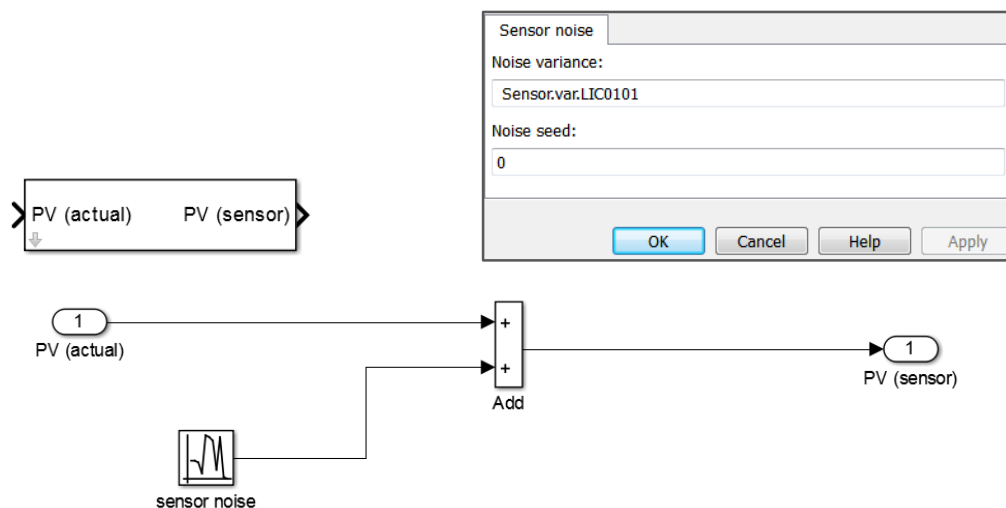 Sensor noise
Noise variance:
Sensor.var.LIC0101
Noise seed:
0
OK Cancel Help Apply
PV (actual) PV (sensor)
1
PV (actual)
+
+
Add
1
PV (sensor)
sensor noise